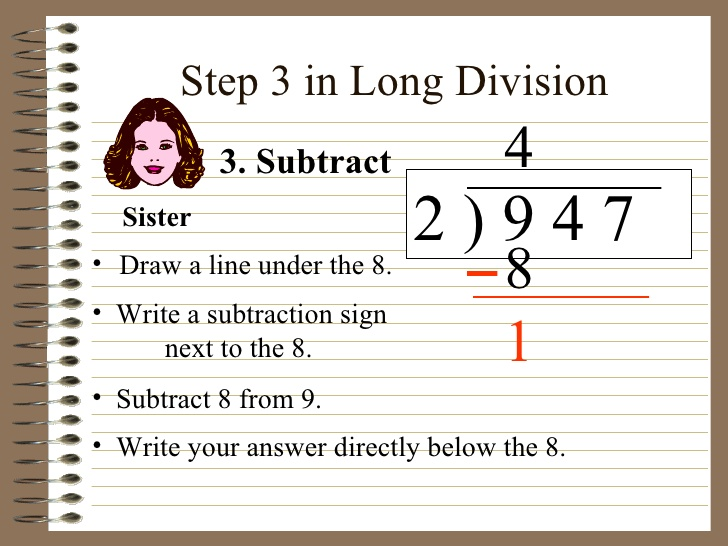 Step 3 in Long Division
3. Subtract
Sister
4
2 ) 9 4 7
– 8
1
• Draw a line under the 8.
• Write a subtraction sign
next to the 8.
• Subtract 8 from 9.
• Write your answer directly below the 8.